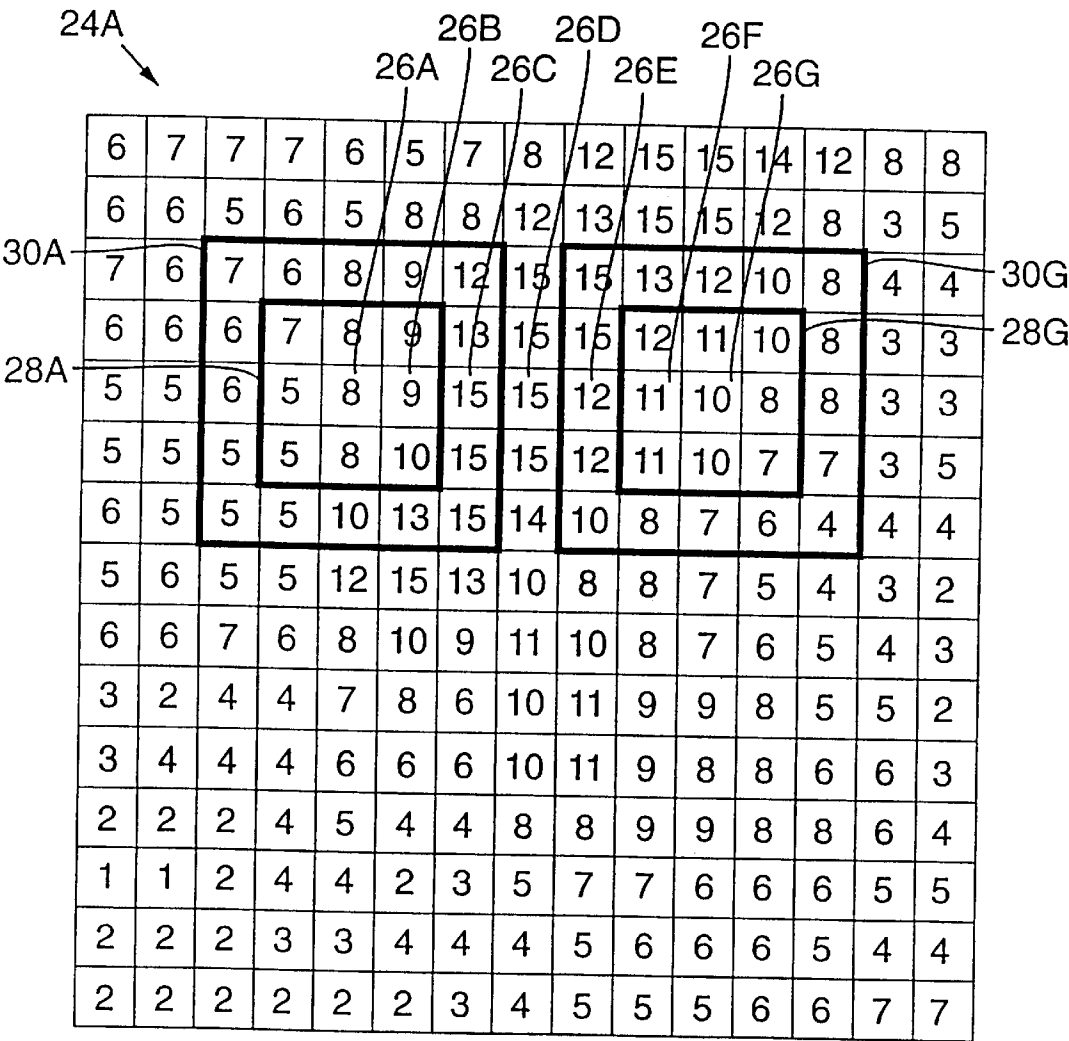 24A
26B 26D 26F
26A 26C 26E 26G
6 7 7 7 6 5 7 8 12 15 15 14 12 8 8
6 6 5 6 5 8 8 12 13 15 15 12 8 3 5
30A
7 6 7 6 8 9 12 15 15 13 12 10 8 4 4
30G
6 6 6 7 8 9 13 15 15 12 11 10 8 3 3
28G
28A
5 5 6 5 8 9 15 15 12 11 10 8 8 3 3
5 5 5 5 8 10 15 15 12 11 10 7 7 3 5
6 5 5 5 10 13 15 14 10 8 7 6 4 4 4
5 6 5 5 12 15 13 10 8 8 7 5 4 3 2
6 6 7 6 8 10 9 11 10 8 7 6 5 4 3
3 2 4 4 7 8 6 10 11 9 9 8 5 5 2
3 4 4 4 6 6 6 10 11 9 8 8 6 6 3
2 2 2 4 5 4 4 8 8 9 9 8 8 6 4
1 1 2 4 4 2 3 5 7 7 6 6 6 5 5
2 2 2 3 3 4 4 4 5 6 6 6 5 4 4
2 2 2 2 2 2 3 4 5 5 5 6 6 7 7